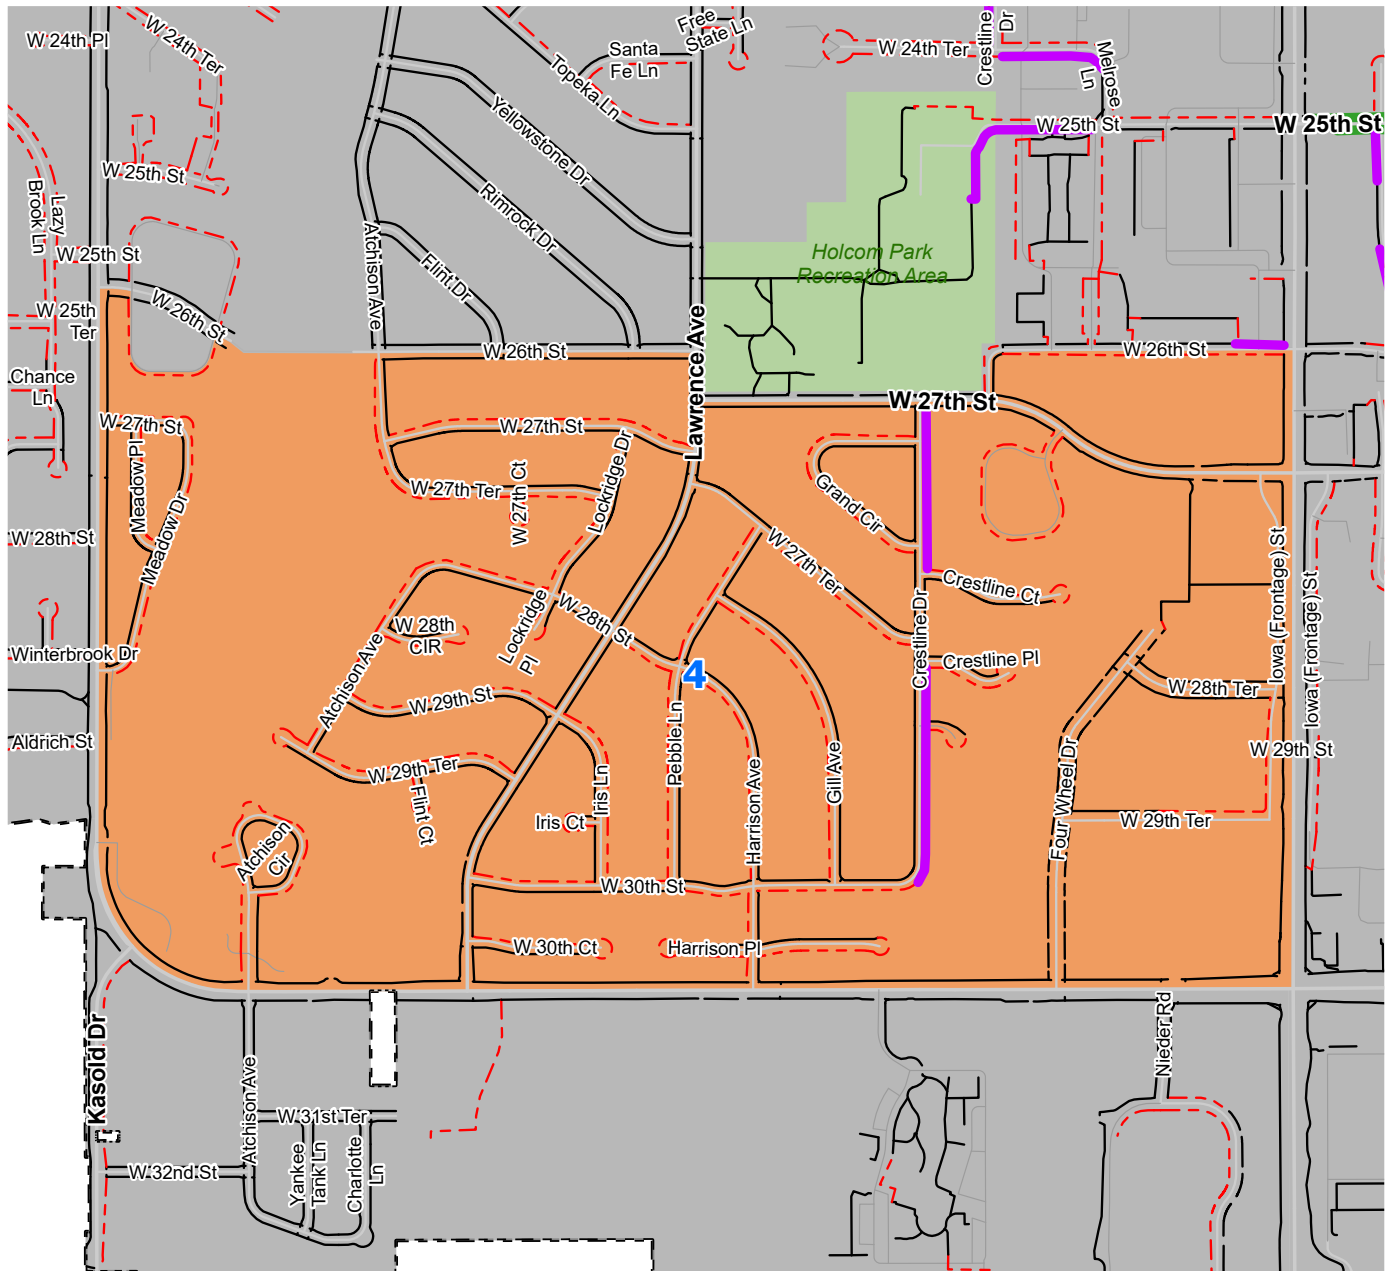 W 24th Pl
W 24th Ter
Santa
Fe Ln
Free
State Ln
Topeka Ln
W 24th Ter
Crestline
Dr
Melrose
Ln
Yellowstone Dr
W 25th St
W 25th St
W 25th St
Lazy
Brook Ln
W 25th St
Rimrock Dr
Flint Dr
Atchison Ave
Holcom Park
Recreation Area
W 25th
Ter
W 26th St
W 26th St
Lawrence Ave
W 26th St
Chance
Ln
W 27th St
W 27th St
Meadow Pl
Meadow Dr
W 27th St
W 27th Ter
W 27th Ct
Lockridge Dr
Grand Cir
W 28th St
W 27th Ter
Crestline Ct
Iowa (Frontage) St
Iowa (Frontage) St
W 28th
CIR
Lockridge
Pl
W 28th St
Crestline Dr
Crestline Pl
Winterbrook Dr
4
Atchison Ave
W 29th St
W 28th Ter
Aldrich St
W 29th Ter
Flint Ct
Iris Ln
Iris Ct
Pebble Ln
Harrison Ave
Gill Ave
Four Wheel Dr
W 29th St
W 29th Ter
Atchison
Cir
W 30th St
W 30th Ct
Harrison Pl
Kasold Dr
Nieder Rd
Atchison Ave
W 31st Ter
Yankee
Tank Ln
Charlotte
Ln
W 32nd St